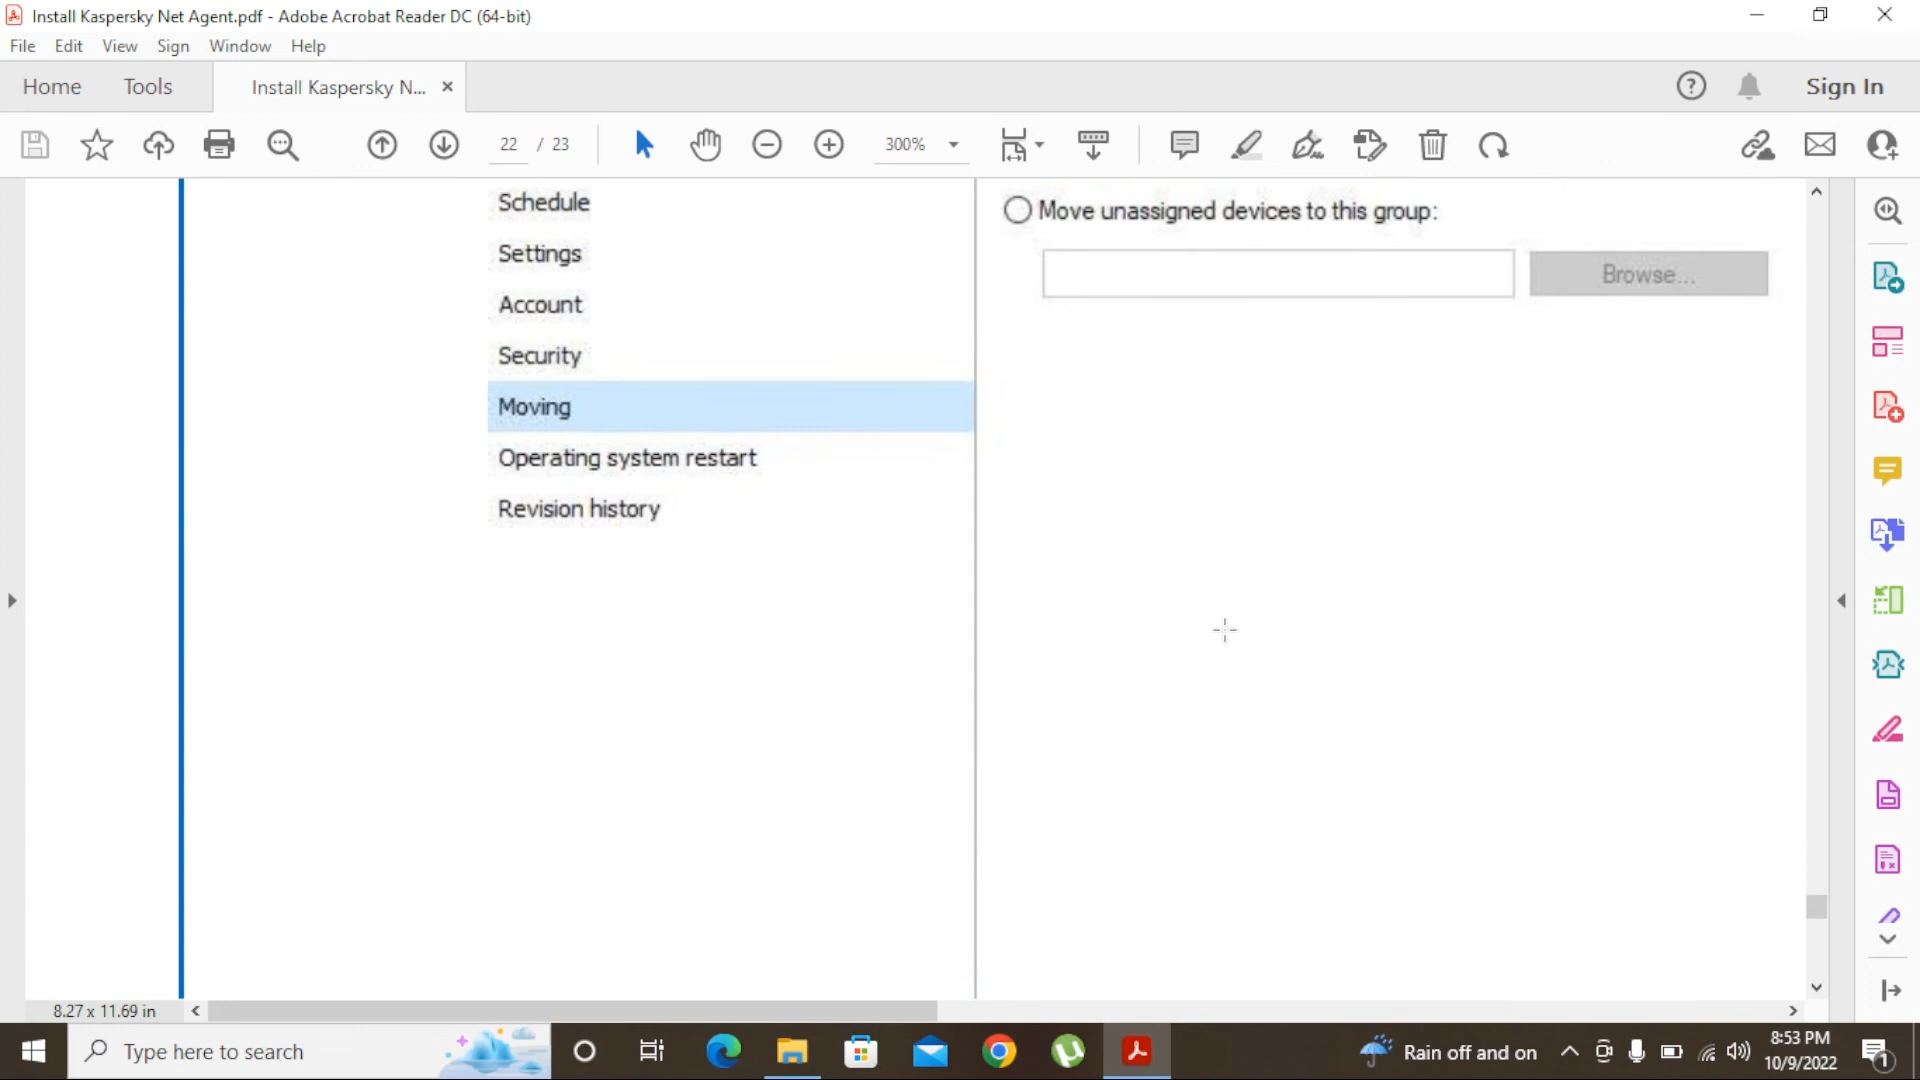 Install Kaspersky Net Agent.pdf - Adobe Acrobat Reader DC (64-bit)
File Edit View Sign Window Help
Home Tools Install Kaspersky N... Sign In
22 / 23 300%
Schedule
Move unassigned devices to this group:
Settings
Browse...
Account
Security
Moving
Operating system restart
Revision history
8.27 x 11.69 in
Type here to search
Rain off and on
8:53 PM
10/9/2022
1